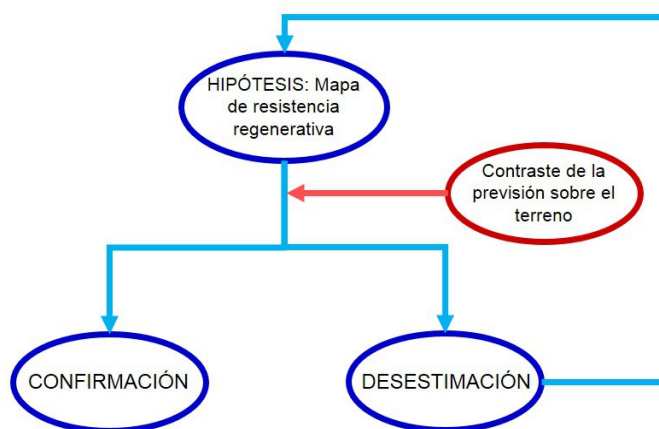 HIPÓTESIS: Mapa
de resistencia
regenerativa
Contraste de la
previsión sobre el
terreno
CONFIRMACIÓN
DESESTIMACIÓN